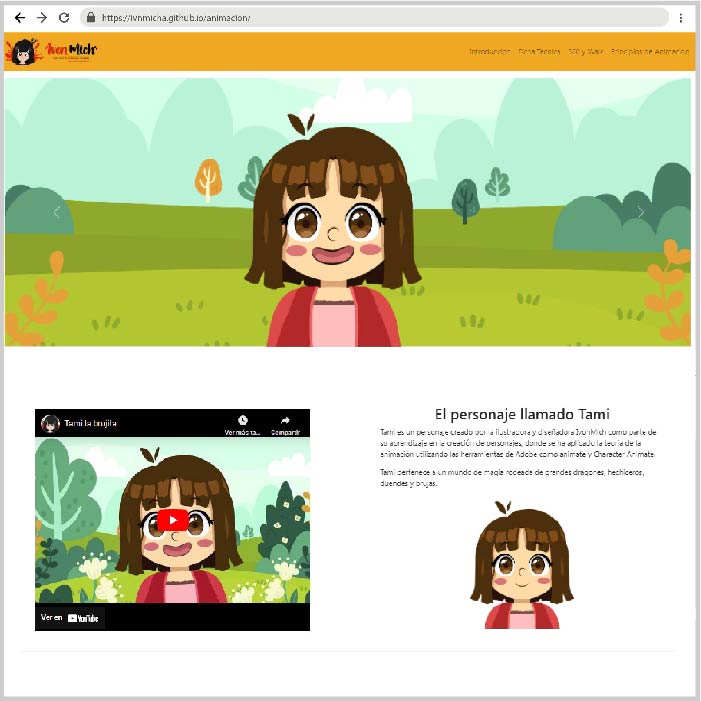 https://ivnmicha.github.io/animacion/
Ivon Mich
Introducción Ficha Técnica 360 y Walk Principios de Animación
Tami la brujita
Ver más ta...
Compartir
Ver en YouTube
El personaje llamado Tami
Tami es un personaje creado por la ilustradora y diseñadora IvonMich como parte de
su aprendizaje en la creación de personajes, donde se ha aplicado la teoría de la
animación utilizando las herramientas de Adobe como animate y Character Animate.
Tami pertenece a un mundo de magia rodeada de grandes dragones, hechiceros,
duendes y brujas.